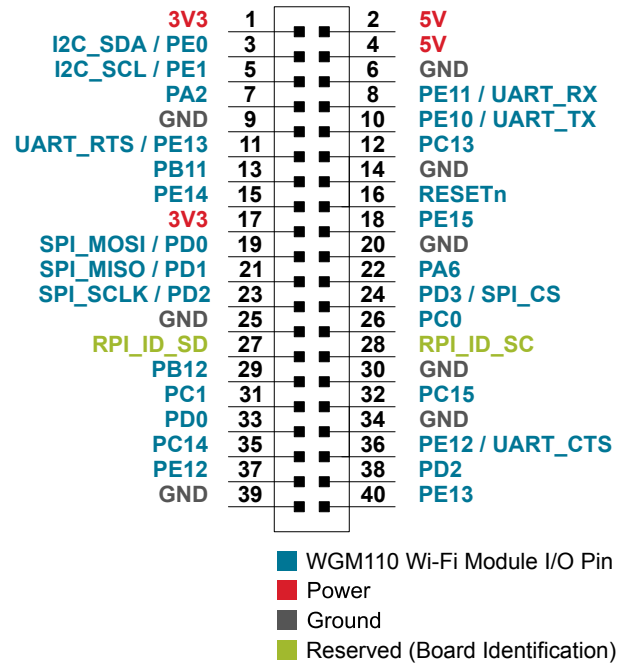 3V3 1 2 5V
I2C_SDA / PE0 3 4 5V
I2C_SCL / PE1 5 6 GND
PA2 7 8 PE11 / UART_RX
GND 9 10 PE10 / UART_TX
UART_RTS / PE13 11 12 PC13
PB11 13 14 GND
PE14 15 16 RESETn
3V3 17 18 PE15
SPI_MOSI / PD0 19 20 GND
SPI_MISO / PD1 21 22 PA6
SPI_SCLK / PD2 23 24 PD3 / SPI_CS
GND 25 26 PC0
RPI_ID_SD 27 28 RPI_ID_SC
PB12 29 30 GND
PC1 31 32 PC15
PD0 33 34 GND
PC14 35 36 PE12 / UART_CTS
PE12 37 38 PD2
GND 39 40 PE13
WGM110 Wi-Fi Module I/O Pin
Power
Ground
Reserved (Board Identification)